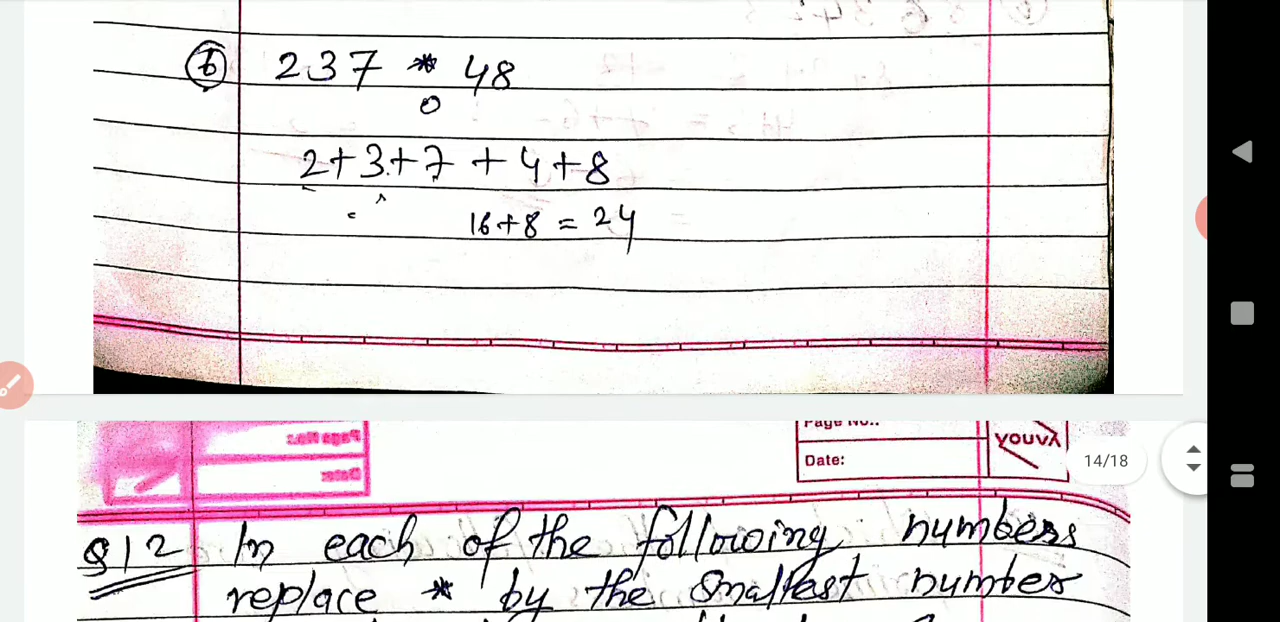 b 237 * 48
0
2+3+7 + 4+8
16+8 = 24
Page No.:
Date:
YOUVA
14/18
Q12 In each of the following numbers
replace * by the smallest number